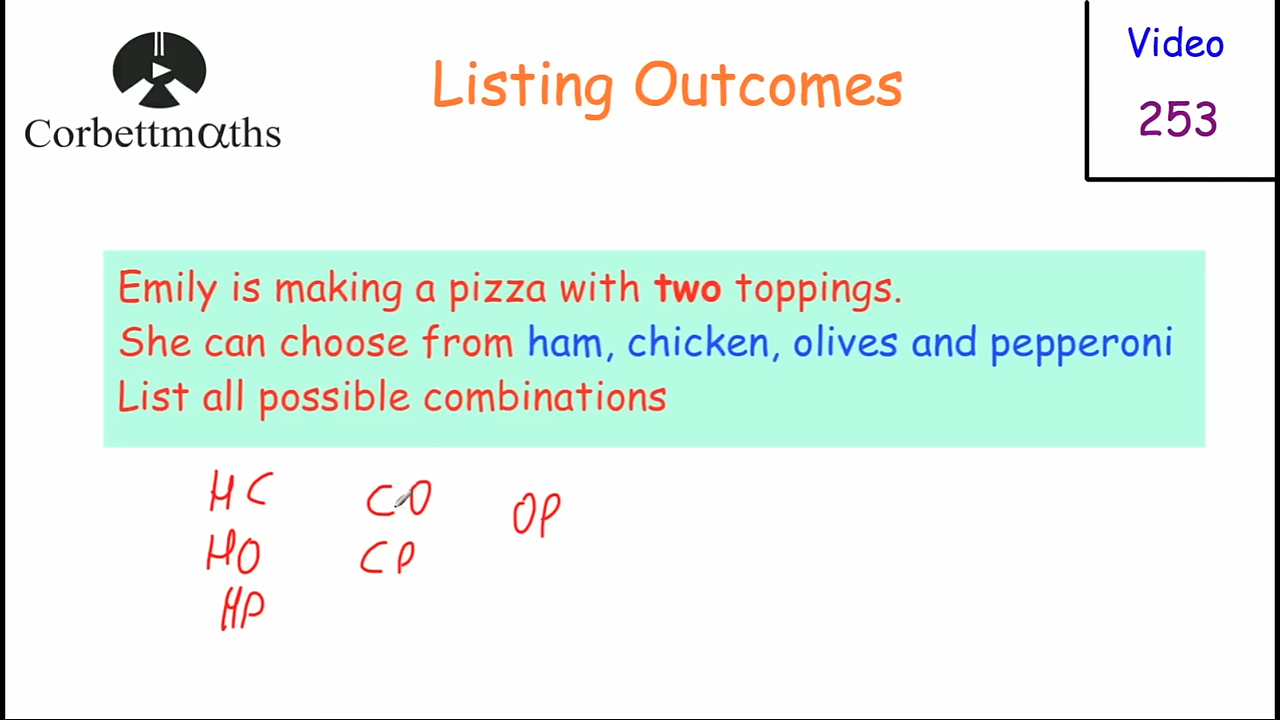 Corbettmαths
Listing Outcomes
Video
253
Emily is making a pizza with two toppings.
She can choose from ham, chicken, olives and pepperoni
List all possible combinations
HC
HO
HP
CO
CP
OP